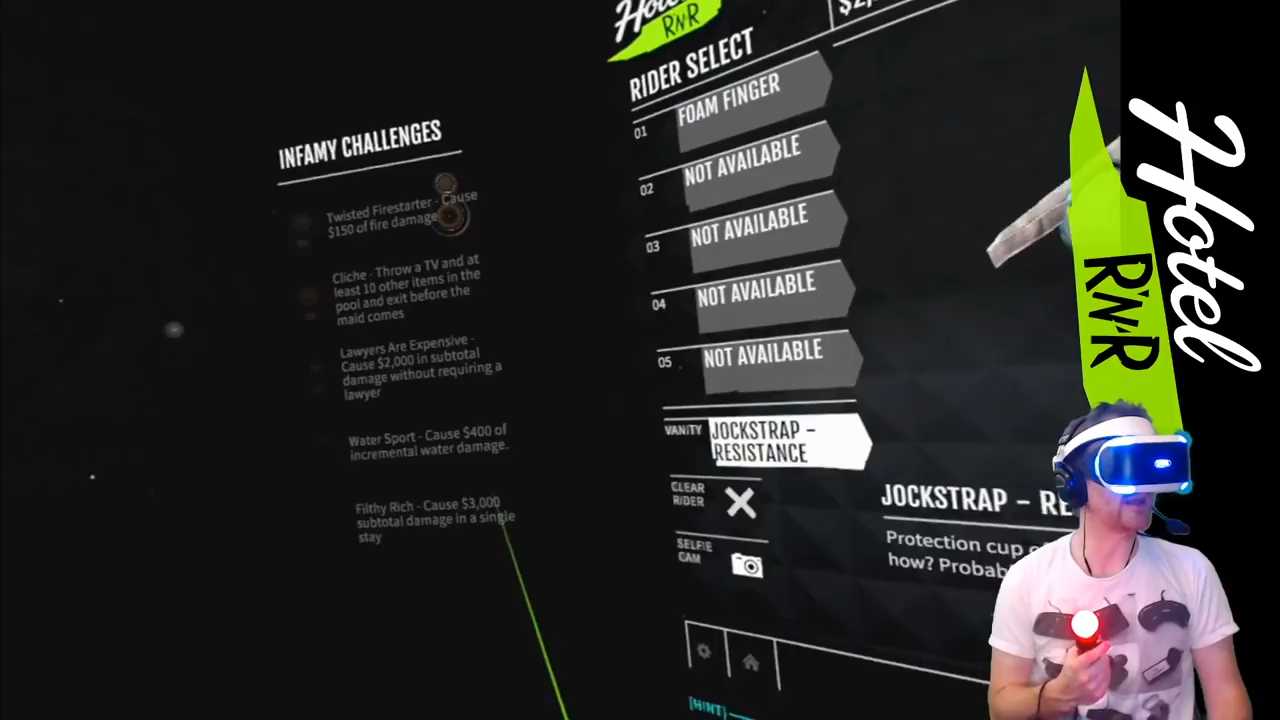 INFAMY CHALLENGES
Twisted Firestarter - Cause
$150 of fire damage
Cliche - Throw a TV and at
least 10 other items in the
pool and exit before the
maid comes
Lawyers Are Expensive -
Cause $2,000 in subtotal
damage without requiring a
lawyer
Water Sport - Cause $400 of
incremental water damage.
Filthy Rich - Cause $3,000
subtotal damage in a single
stay
RNR
RIDER SELECT
01 FOAM FINGER
02 NOT AVAILABLE
03 NOT AVAILABLE
04 NOT AVAILABLE
05 NOT AVAILABLE
VANITY JOCKSTRAP -
RESISTANCE
CLEAR
RIDER
SELFIE
CAM
JOCKSTRAP -
Protection cup
how?
[HINT]
Hotel
R'N'R